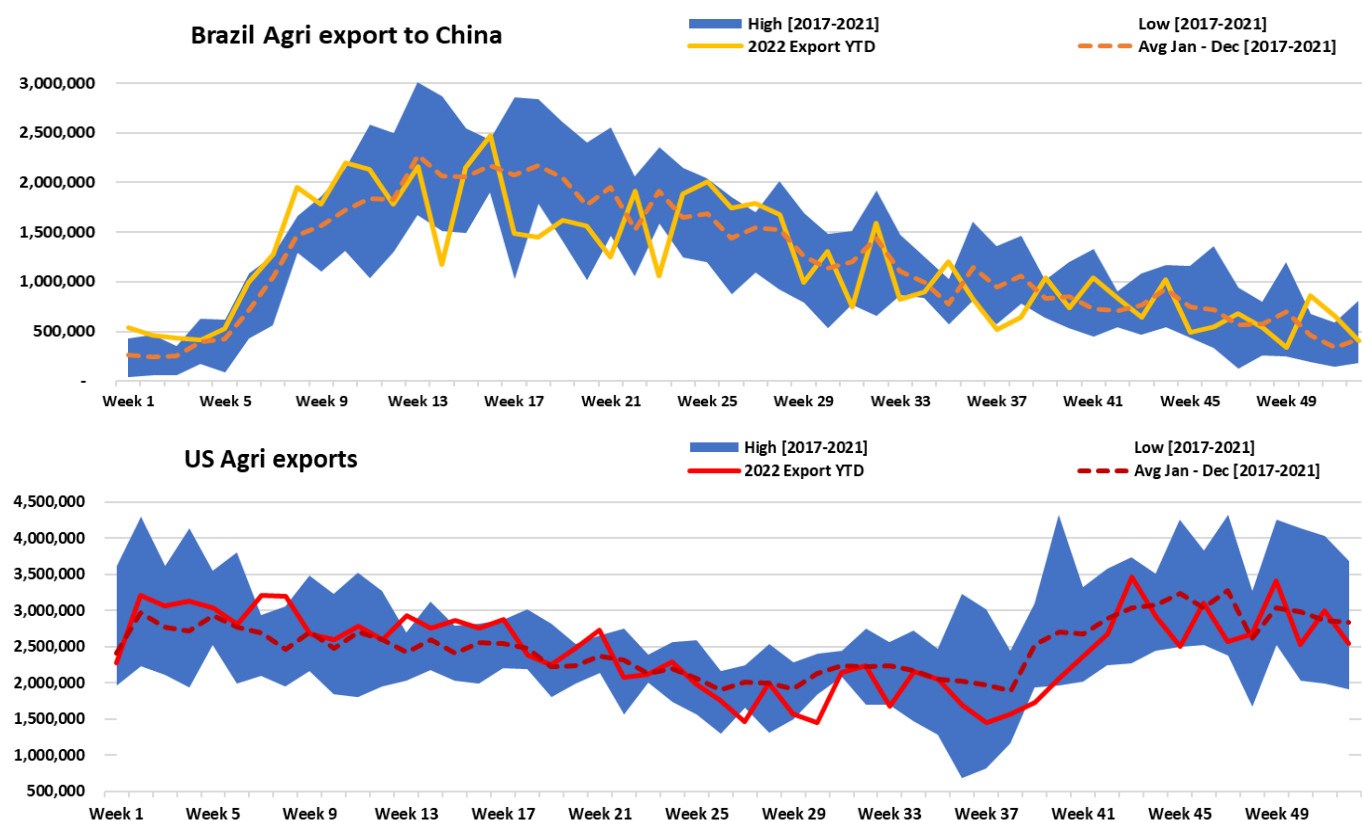 Brazil Agri export to China
High [2017-2021]
Low [2017-2021]
2022 Export YTD
Avg Jan - Dec [2017-2021]
3,000,000
2,500,000
2,000,000
1,500,000
1,000,000
500,000
-
Week 1 Week 5 Week 9 Week 13 Week 17 Week 21 Week 25 Week 29 Week 33 Week 37 Week 41 Week 45 Week 49
US Agri exports
High [2017-2021]
Low [2017-2021]
2022 Export YTD
Avg Jan - Dec [2017-2021]
4,500,000
4,000,000
3,500,000
3,000,000
2,500,000
2,000,000
1,500,000
1,000,000
500,000
Week 1 Week 5 Week 9 Week 13 Week 17 Week 21 Week 25 Week 29 Week 33 Week 37 Week 41 Week 45 Week 49